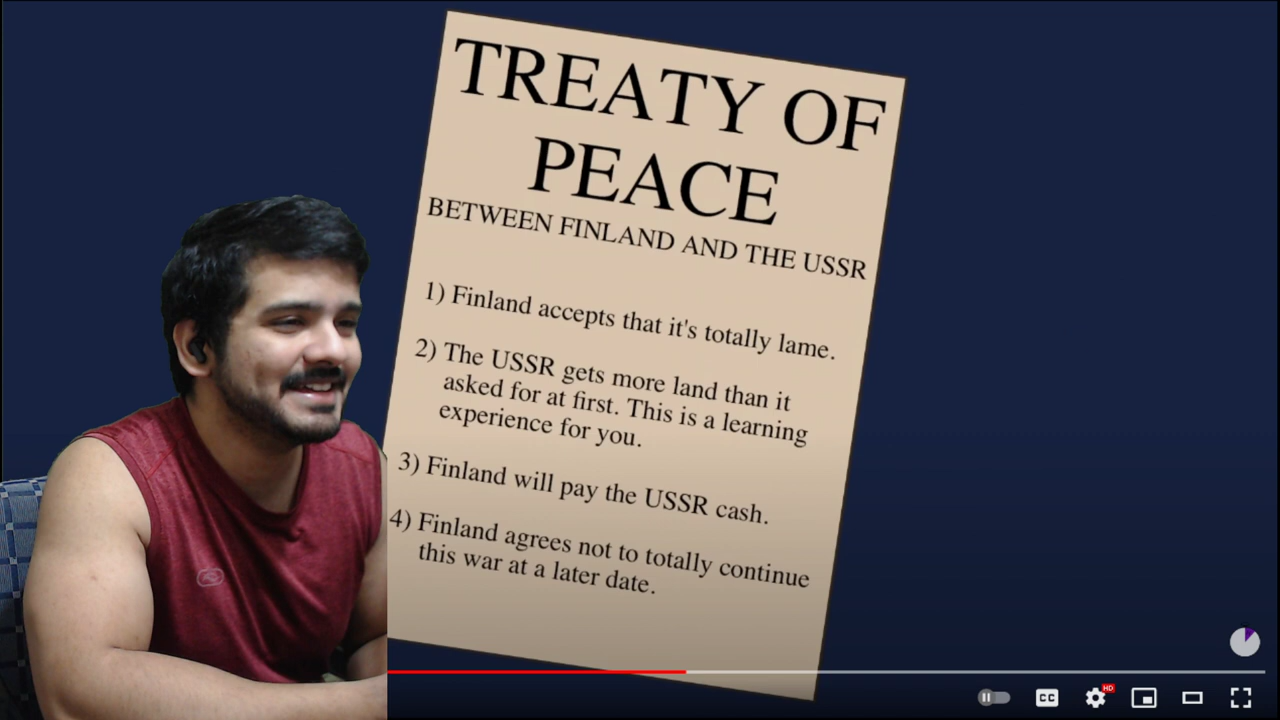 TREATY OF
PEACE
BETWEEN FINLAND AND THE USSR
1) Finland accepts that it's totally lame.
2) The USSR gets more land than it
asked for at first. This is a learning
experience for you.
3) Finland will pay the USSR cash.
4) Finland agrees not to totally continue
this war at a later date.
CC
HD